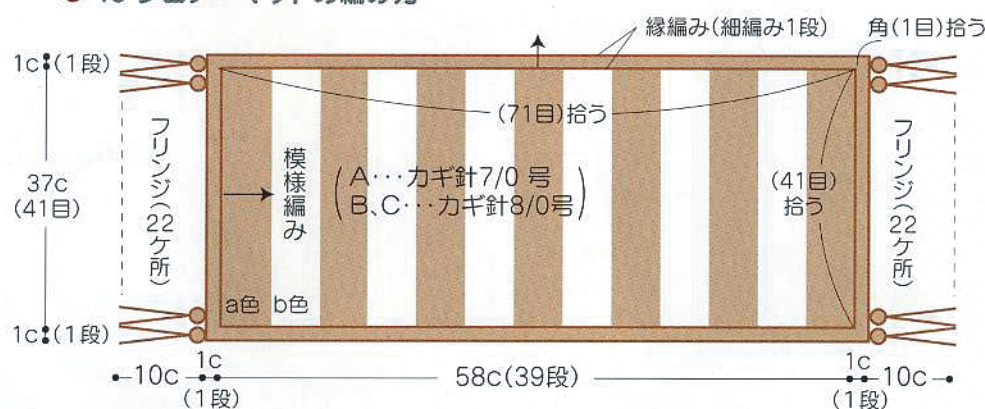 縁編み(細編み1段)
角(1目)拾う
1c(1段)
(71目)拾う
フリンジ(22ケ所)
模様編み
A･･･カギ針7/0 号
B､C･･･カギ針8/0号
37c
(41目)
(41目)
拾う
フリンジ(22ケ所)
a色 b色
1c(1段)
10c
1c
(1段)
58c(39段)
1c
(1段)
10c